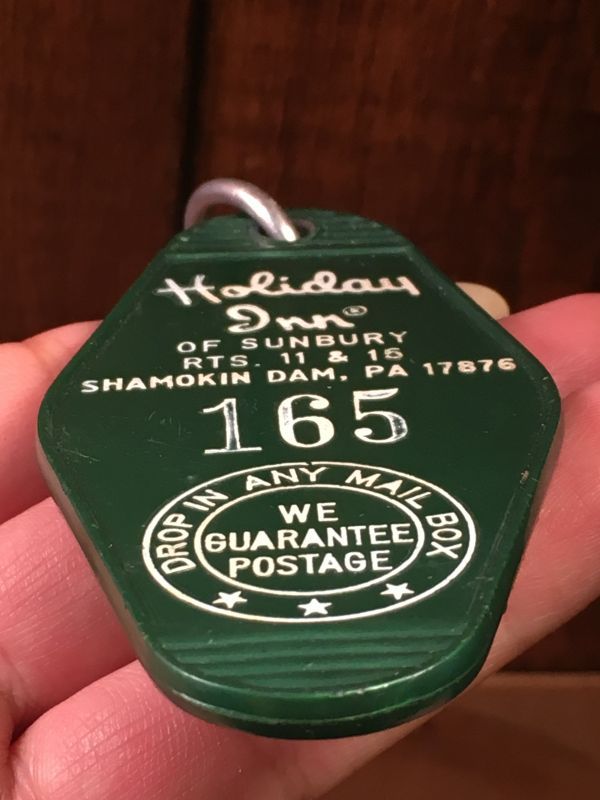 Holiday
Inn®
OF SUNBURY
RTS. 11 & 15
SHAMOKIN DAM, PA 17876
165
DROP IN ANY MAIL BOX
WE
GUARANTEE
POSTAGE